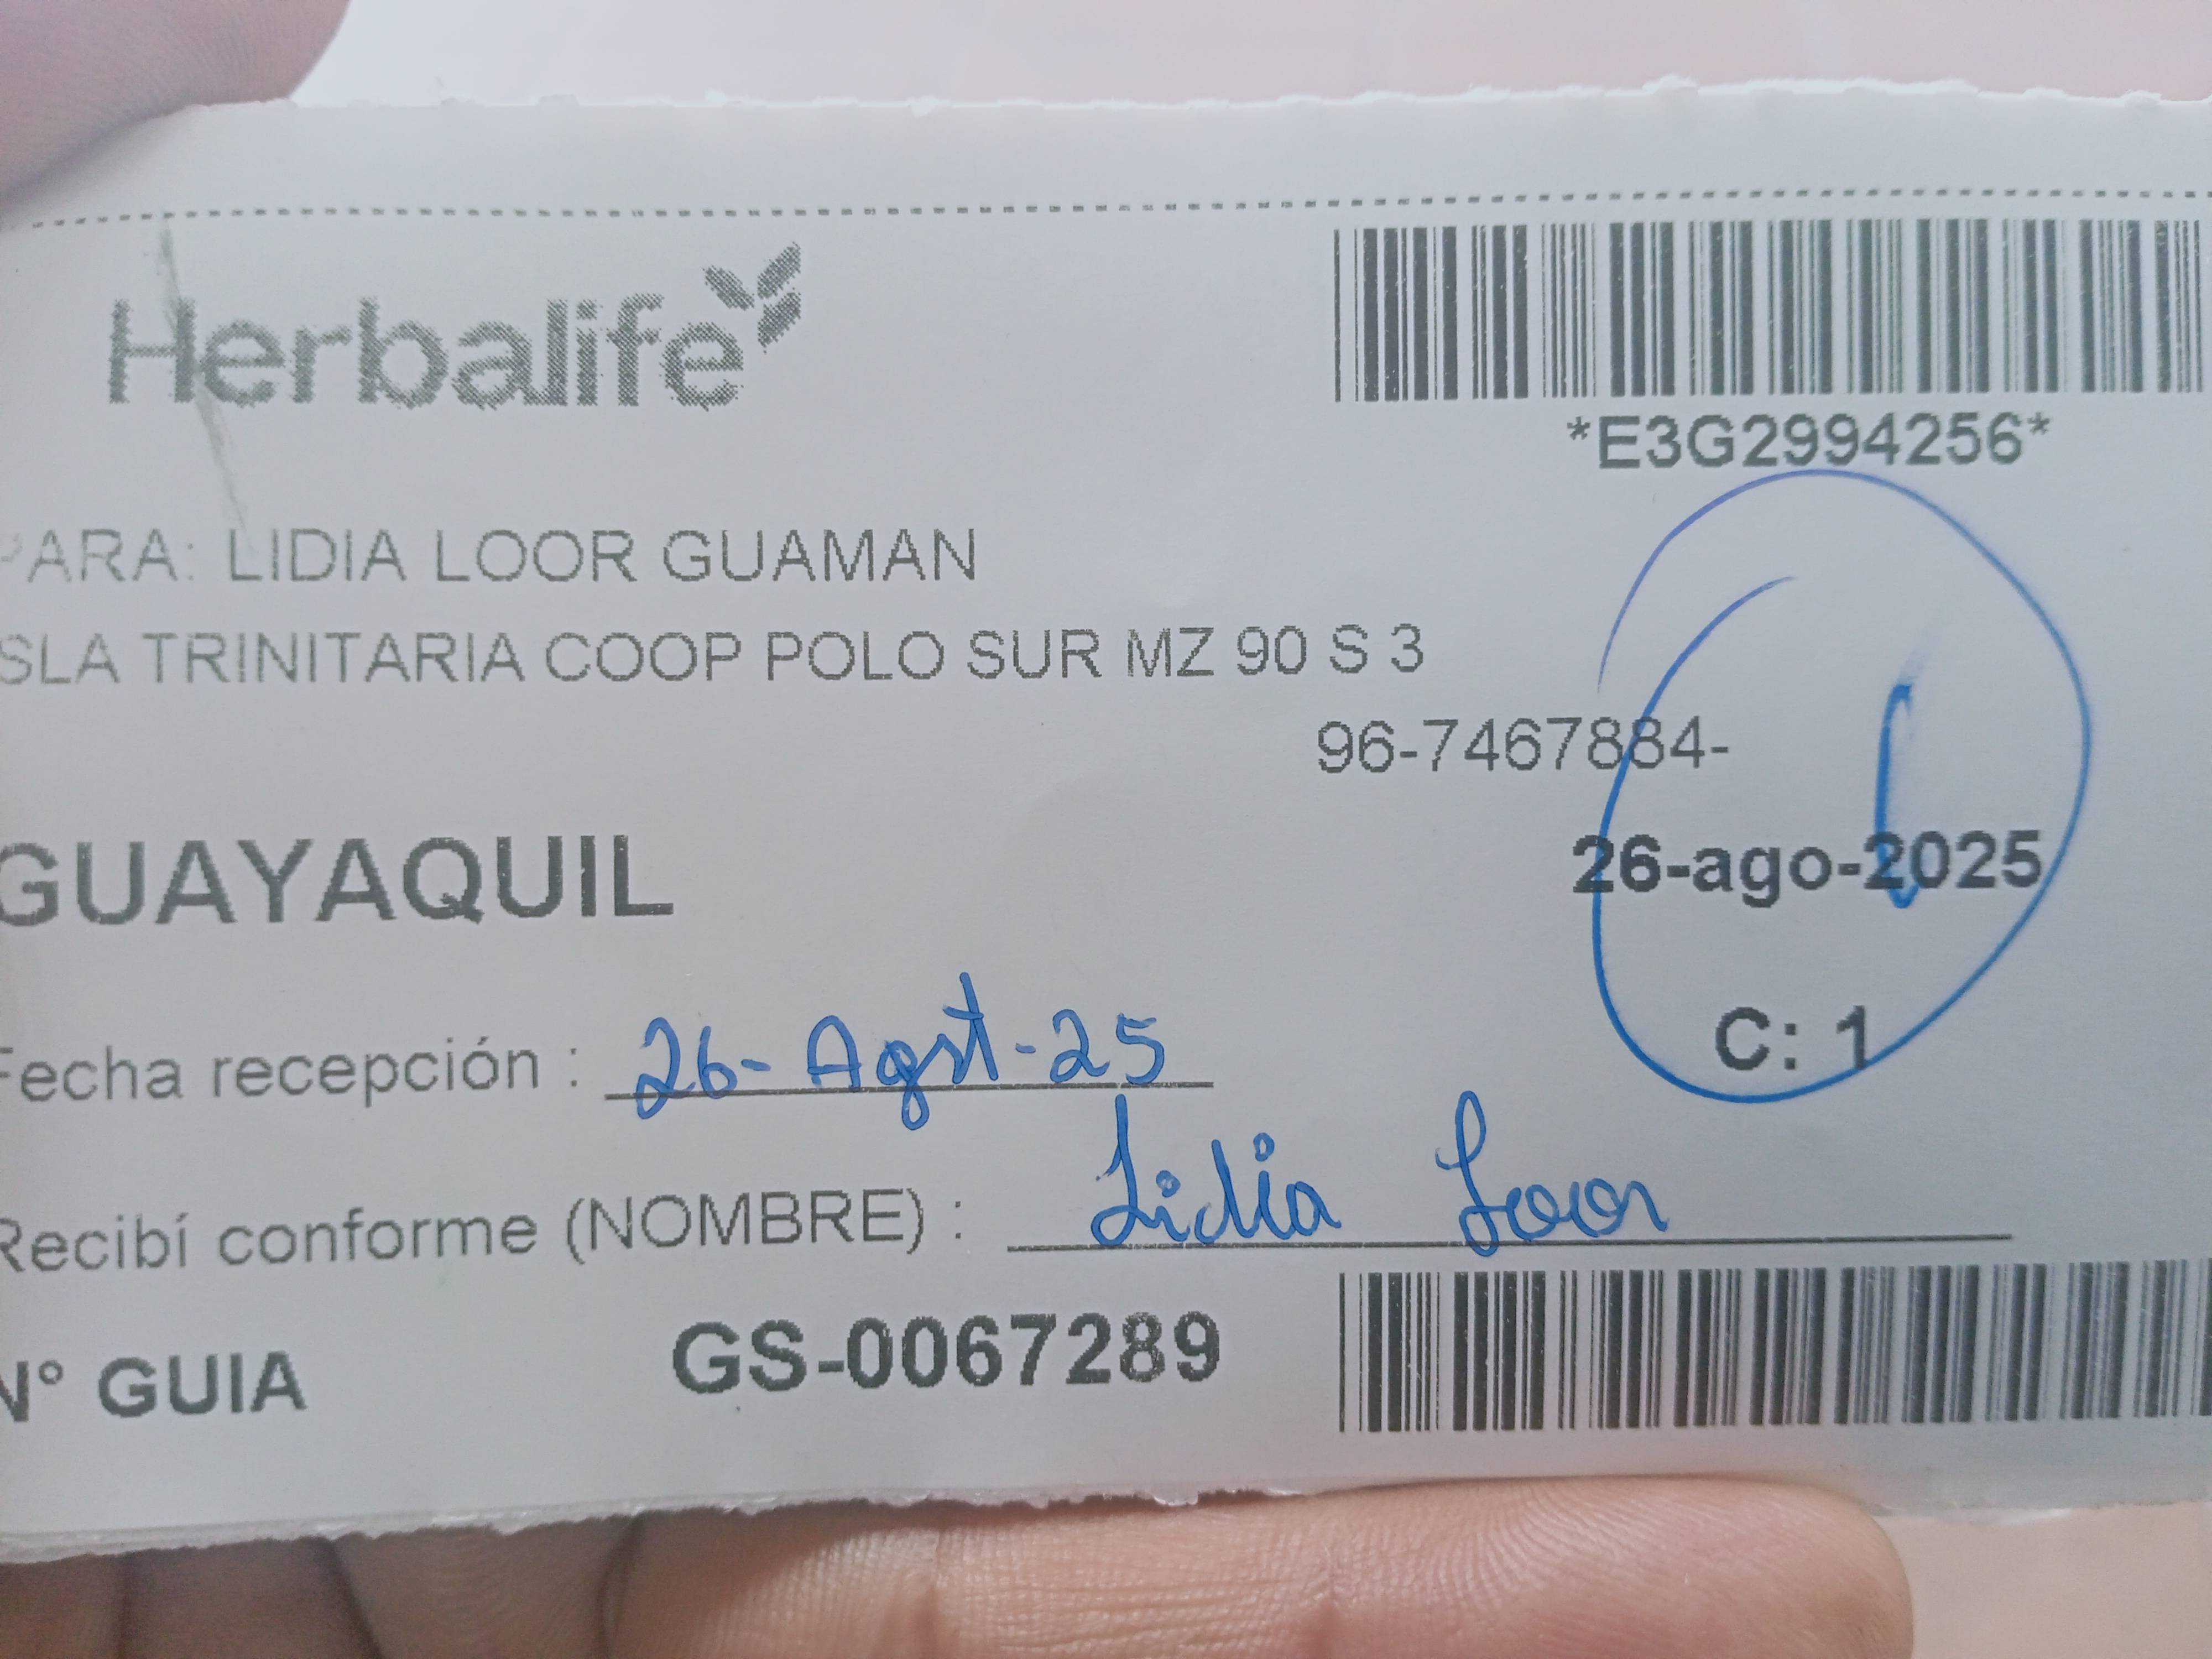 Herbalife
*E3G2994256*
PARA: LIDIA LOOR GUAMAN
SLA TRINITARIA COOP POLO SUR MZ 90 S 3
96-7467884-
GUAYAQUIL
26-ago-2025
C: 1
Fecha recepción : 26-Agst-25
Recibí conforme (NOMBRE) : Lidia Loor
N° GUIA GS-0067289